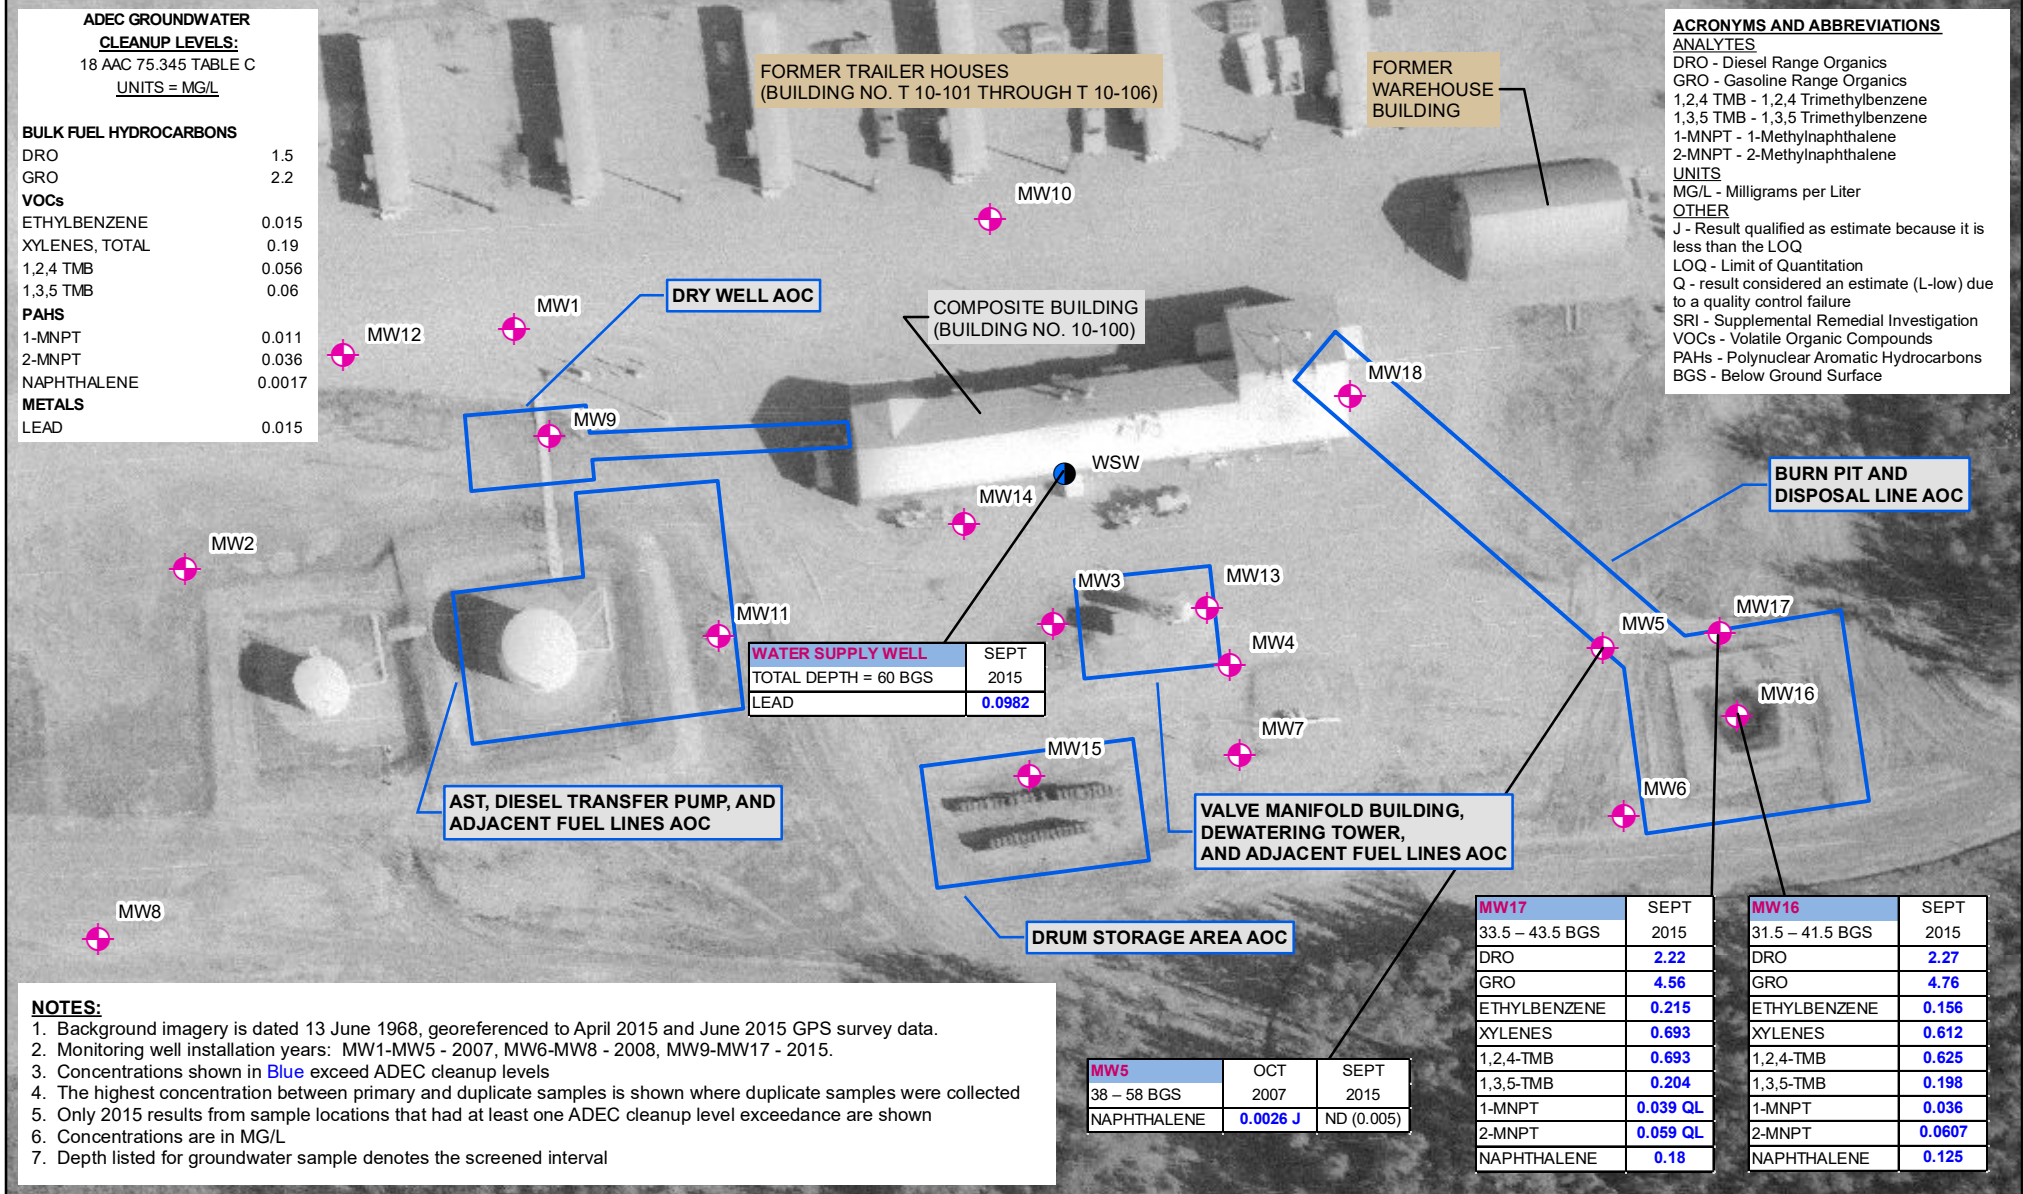 ADEC GROUNDWATER
CLEANUP LEVELS:
18 AAC 75.345 TABLE C
UNITS = MG/L
BULK FUEL HYDROCARBONS
DRO 1.5
GRO 2.2
VOCs
ETHYLBENZENE 0.015
XYLENES, TOTAL 0.19
1,2,4 TMB 0.056
1,3,5 TMB 0.06
PAHS
1-MNPT 0.011
2-MNPT 0.036
NAPHTHALENE 0.0017
METALS
LEAD 0.015
FORMER TRAILER HOUSES
(BUILDING NO. T 10-101 THROUGH T 10-106)
FORMER
WAREHOUSE
BUILDING
ACRONYMS AND ABBREVIATIONS
ANALYTES
DRO - Diesel Range Organics
GRO - Gasoline Range Organics
1,2,4 TMB - 1,2,4 Trimethylbenzene
1,3,5 TMB - 1,3,5 Trimethylbenzene
1-MNPT - 1-Methylnaphthalene
2-MNPT - 2-Methylnaphthalene
UNITS
MG/L - Milligrams per Liter
OTHER
J - Result qualified as estimate because it is
less than the LOQ
LOQ - Limit of Quantitation
Q - result considered an estimate (L-low) due
to a quality control failure
SRI - Supplemental Remedial Investigation
VOCs - Volatile Organic Compounds
PAHs - Polynuclear Aromatic Hydrocarbons
BGS - Below Ground Surface
MW10
DRY WELL AOC
MW1
MW12
COMPOSITE BUILDING
(BUILDING NO. 10-100)
MW18
MW9
WSW
MW14
BURN PIT AND
DISPOSAL LINE AOC
MW2
MW3
MW13
MW11
MW4
MW5
MW17
MW16
WATER SUPPLY WELL SEPT
TOTAL DEPTH = 60 BGS 2015
LEAD 0.0982
MW7
MW15
MW6
AST, DIESEL TRANSFER PUMP, AND
ADJACENT FUEL LINES AOC
VALVE MANIFOLD BUILDING,
DEWATERING TOWER,
AND ADJACENT FUEL LINES AOC
MW8
DRUM STORAGE AREA AOC
MW17 SEPT
33.5 – 43.5 BGS 2015
DRO 2.22
GRO 4.56
ETHYLBENZENE 0.215
XYLENES 0.693
1,2,4-TMB 0.693
1,3,5-TMB 0.204
1-MNPT 0.039 QL
2-MNPT 0.059 QL
NAPHTHALENE 0.18
MW16 SEPT
31.5 – 41.5 BGS 2015
DRO 2.27
GRO 4.76
ETHYLBENZENE 0.156
XYLENES 0.612
1,2,4-TMB 0.625
1,3,5-TMB 0.198
1-MNPT 0.036
2-MNPT 0.0607
NAPHTHALENE 0.125
MW5 OCT SEPT
38 – 58 BGS 2007 2015
NAPHTHALENE 0.0026 J ND (0.005)
NOTES:
1. Background imagery is dated 13 June 1968, georeferenced to April 2015 and June 2015 GPS survey data.
2. Monitoring well installation years: MW1-MW5 - 2007, MW6-MW8 - 2008, MW9-MW17 - 2015.
3. Concentrations shown in Blue exceed ADEC cleanup levels
4. The highest concentration between primary and duplicate samples is shown where duplicate samples were collected
5. Only 2015 results from sample locations that had at least one ADEC cleanup level exceedance are shown
6. Concentrations are in MG/L
7. Depth listed for groundwater sample denotes the screened interval